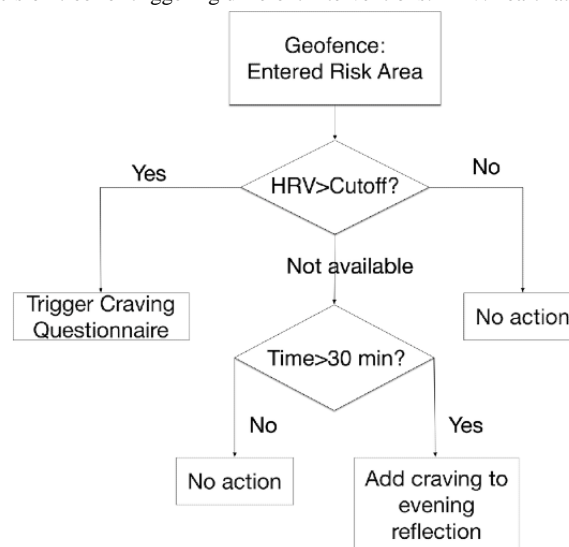 Geofence:
Entered Risk Area
Yes
HRV>Cutoff?
No
Not available
Trigger Craving
Questionnaire
No action
Time>30 min?
No
Yes
No action
Add craving to
evening
reflection